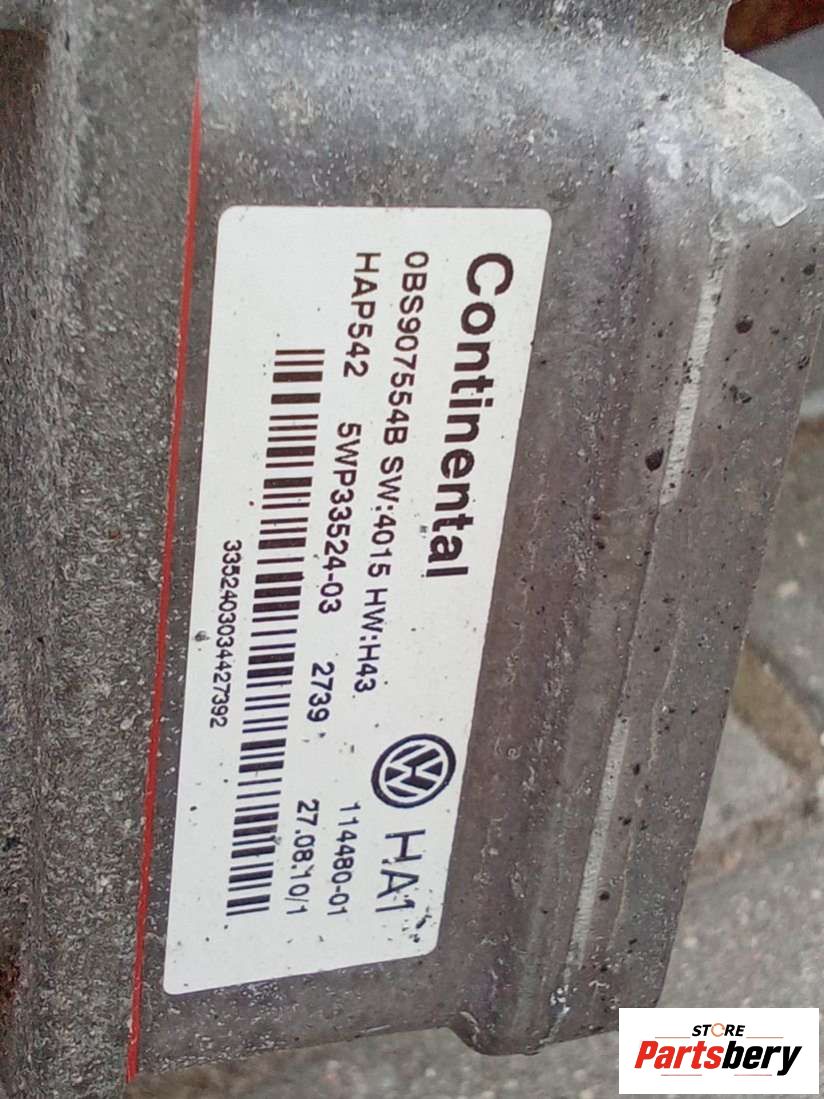 Continental
0BS907554B SW:4015 HW:H43
HAP542 5WP33524-03 2739
HA1
114480-01
27.08.10/1
3352403034427392
STORE
Partsbery